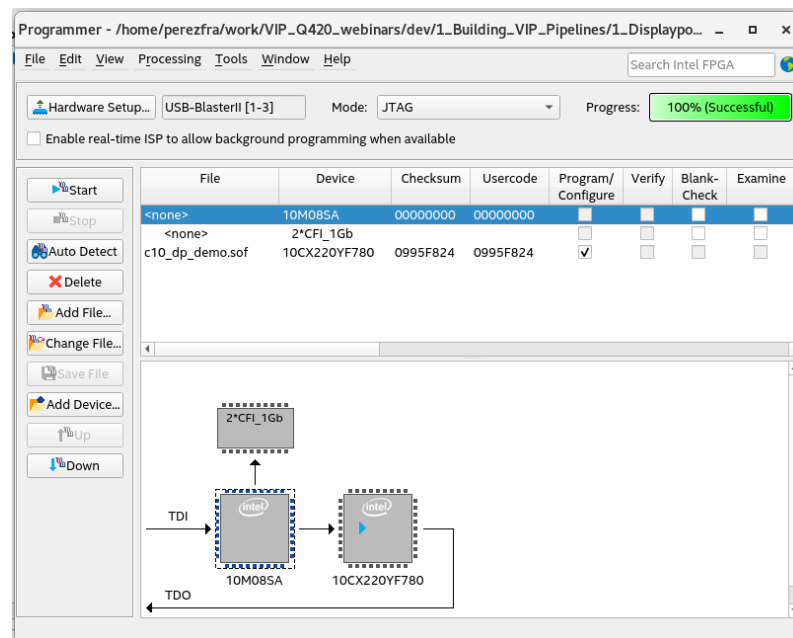 Programmer - /home/perezfra/work/VIP_Q420_webinars/dev/1_Building_VIP_Pipelines/1_Displaypo...
File Edit View Processing Tools Window Help
Search Intel FPGA
Hardware Setup... USB-BlasterII [1-3] Mode: JTAG Progress: 100% (Successful)
Enable real-time ISP to allow background programming when available
Start
Stop
Auto Detect
Delete
Add File...
Change File...
Save File
Add Device...
Up
Down
File Device Checksum Usercode Program/Configure Verify Blank-Check Examine
<none> 10M08SA 00000000 00000000
<none> 2*CFI_1Gb
c10_dp_demo.sof 10CX220YF780 0995F824 0995F824
2*CFI_1Gb
TDI
intel
intel
10M08SA 10CX220YF780
TDO